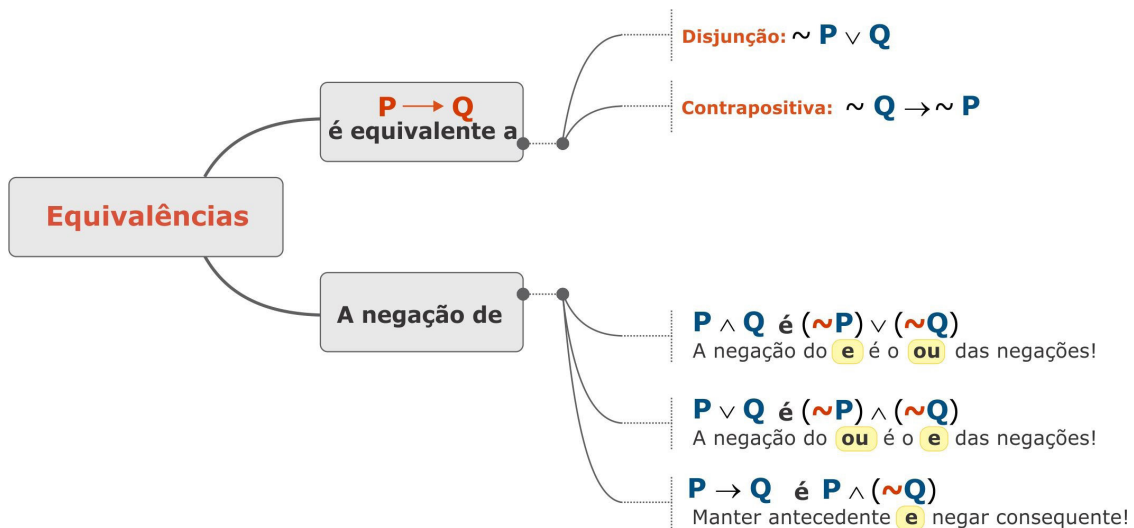 Equivalências
P → Q
é equivalente a
Disjunção: ~ P ∨ Q
Contrapositiva: ~ Q → ~ P
A negação de
P ∧ Q é (~P) ∨ (~Q)
A negação do e é o ou das negações!
P ∨ Q é (~P) ∧ (~Q)
A negação do ou é o e das negações!
P → Q é P ∧ (~Q)
Manter antecedente e negar consequente!